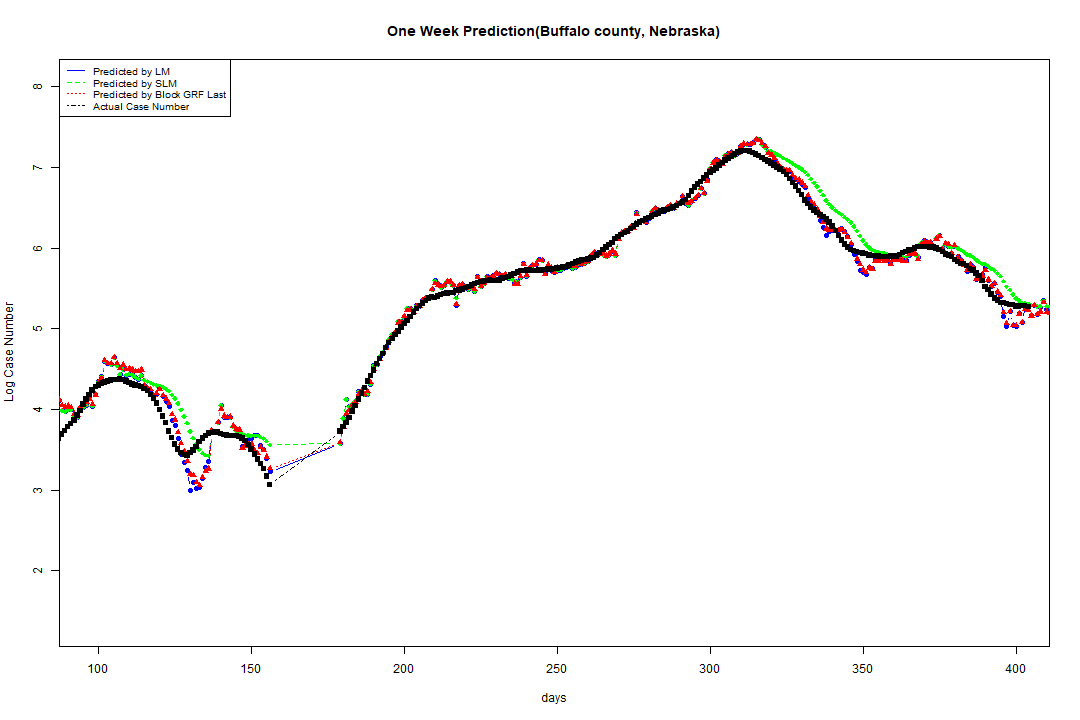 One Week Prediction(Buffalo county, Nebraska)
Predicted by LM
Predicted by SLM
Predicted by Block GRF Last
Actual Case Number
Log Case Number
8
7
6
5
4
3
2
100 150 200 250 300 350 400
days